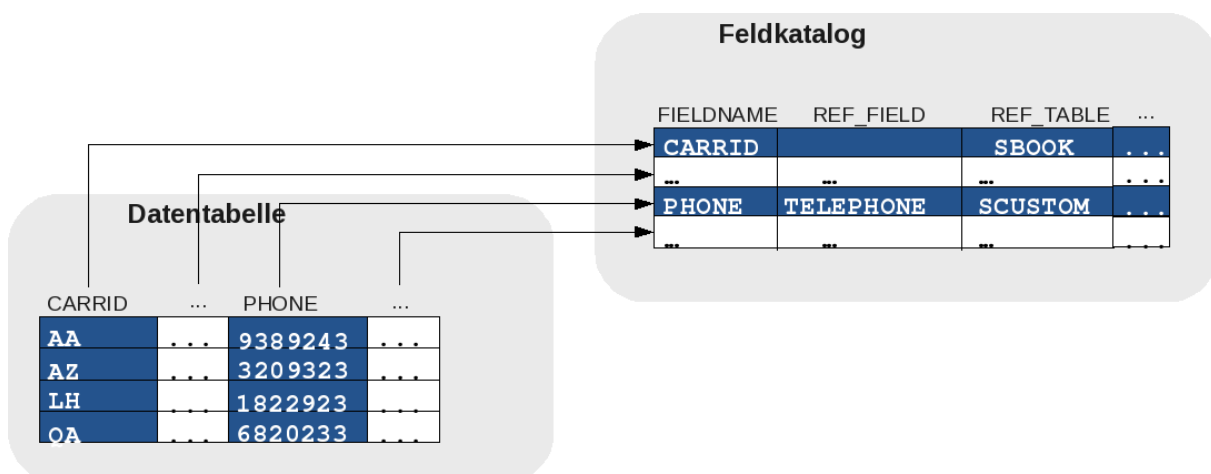 Feldkatalog
FIELDNAME REF_FIELD REF_TABLE ...
CARRID SBOOK ...
... ... ... ...
PHONE TELEPHONE SCUSTOM ...
... ... ... ...
Datentabelle
CARRID ... PHONE ...
AA ... 9389243 ...
AZ ... 3209323 ...
LH ... 1822923 ...
QA ... 6820233 ...